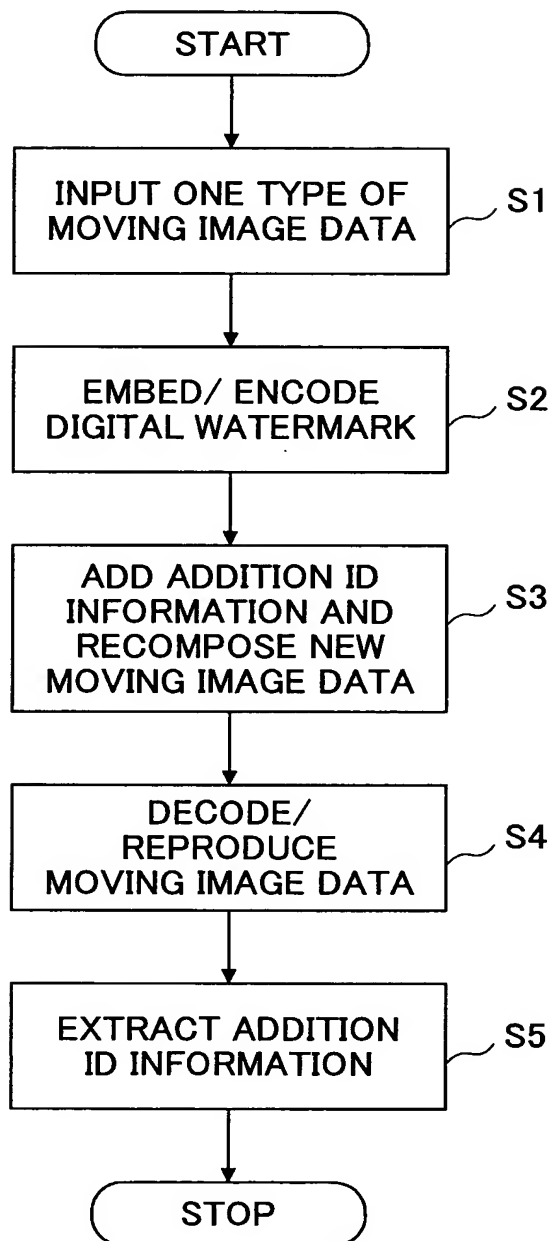 START
INPUT ONE TYPE OF
MOVING IMAGE DATA
S1
EMBED/ ENCODE
DIGITAL WATERMARK
S2
ADD ADDITION ID
INFORMATION AND
RECOMPOSE NEW
MOVING IMAGE DATA
S3
DECODE/
REPRODUCE
MOVING IMAGE DATA
S4
EXTRACT ADDITION
ID INFORMATION
S5
STOP